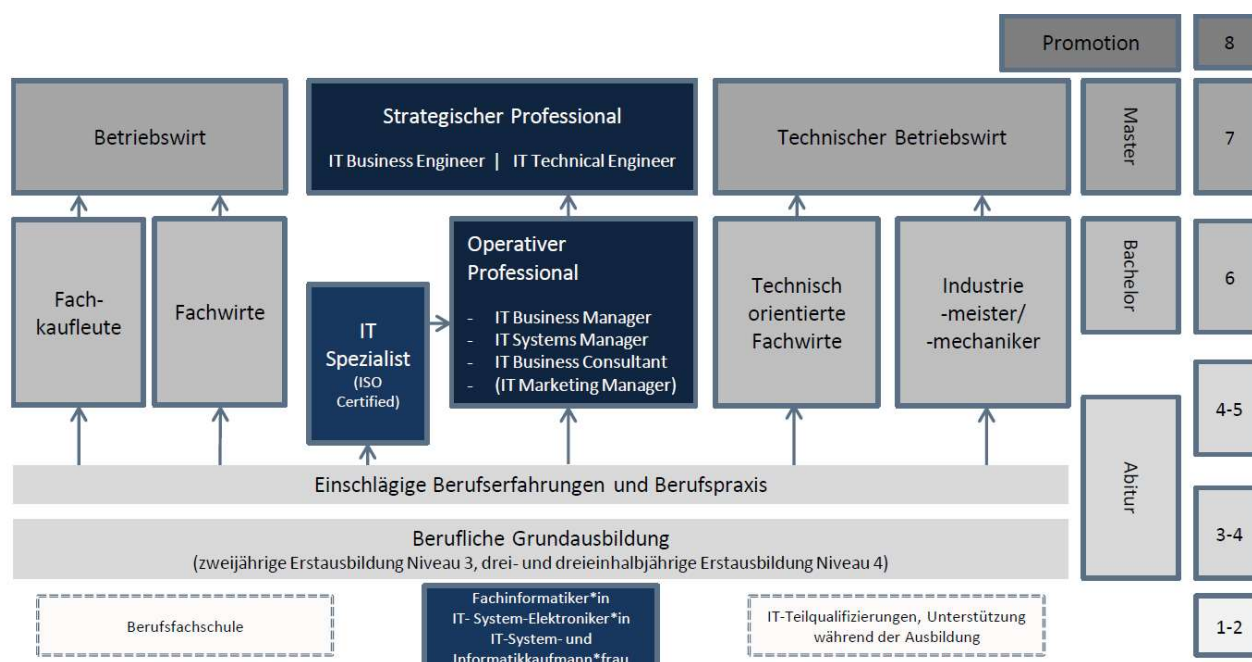 Promotion
8
Betriebswirt
Strategischer Professional
IT Business Engineer | IT Technical Engineer
Technischer Betriebswirt
Master
7
Fach-
kaufleute
Fachwirte
IT
Spezialist
(ISO
Certified)
Operativer
Professional
- IT Business Manager
- IT Systems Manager
- IT Business Consultant
- (IT Marketing Manager)
Technisch
orientierte
Fachwirte
Industrie
-meister/
-mechaniker
Bachelor
6
4-5
Einschlägige Berufserfahrungen und Berufspraxis
Abitur
Berufliche Grundausbildung
(zweijährige Erstausbildung Niveau 3, drei- und dreieinhalbjährige Erstausbildung Niveau 4)
3-4
Berufsfachschule
Fachinformatiker*in
IT- System-Elektroniker*in
IT-System- und
Informatikkaufmann*frau
IT-Teilqualifizierungen, Unterstützung
während der Ausbildung
1-2